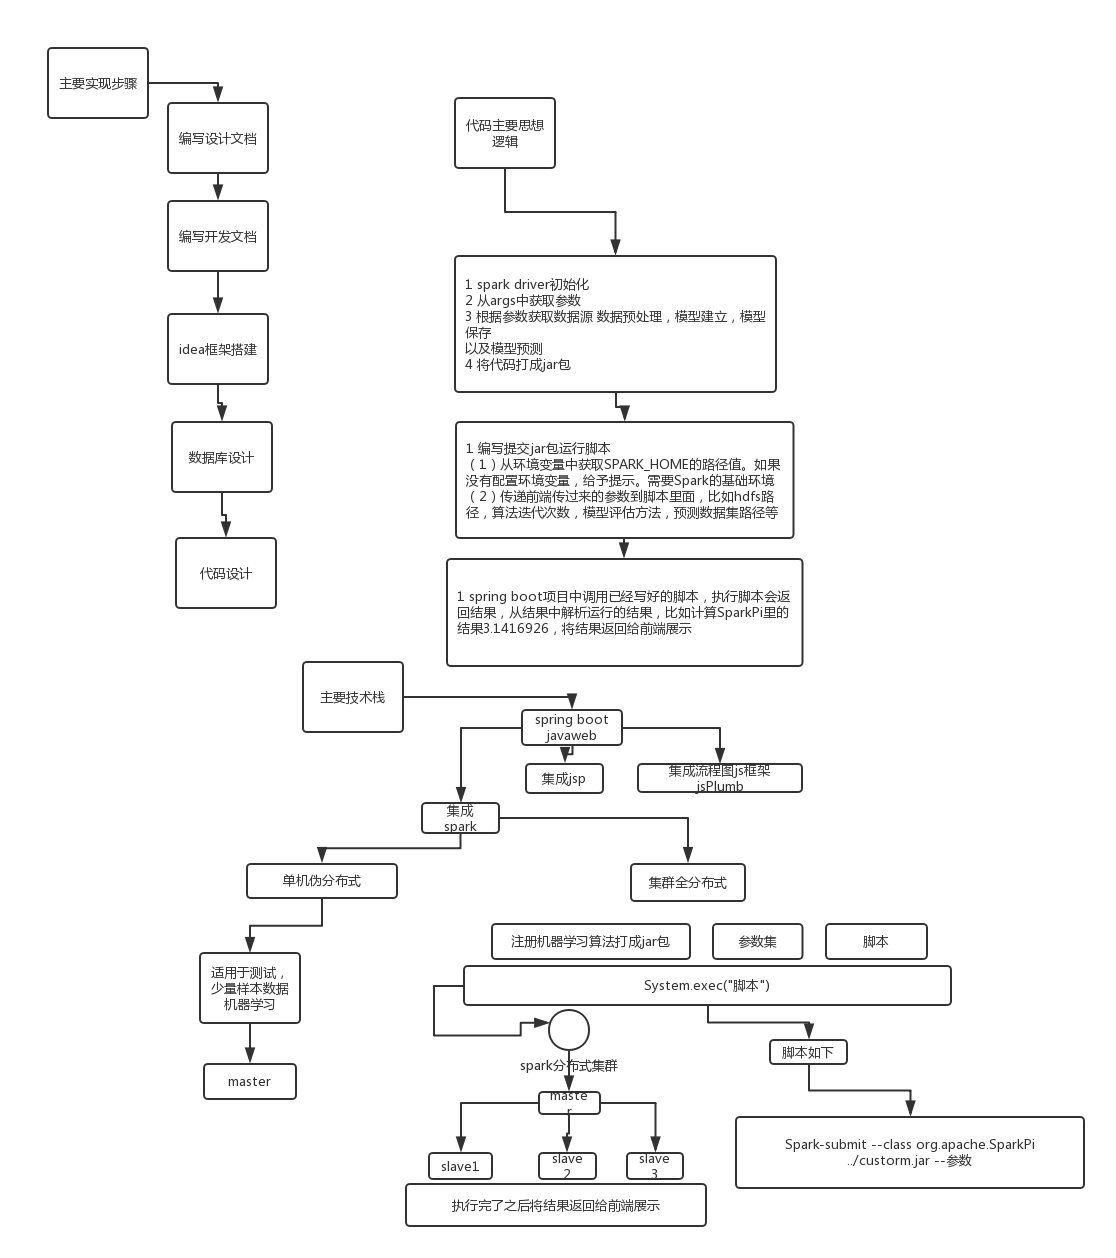 主要实现步骤
编写设计文档
编写开发文档
idea框架搭建
数据库设计
代码设计
代码主要思想
逻辑
1 spark driver初始化
2 从args中获取参数
3 根据参数获取数据源 数据预处理，模型建立，模型
保存
以及模型预测
4 将代码打成jar包
1 编写提交jar包运行脚本
（1）从环境变量中获取SPARK_HOME的路径值。如果
没有配置环境变量，给予提示。需要Spark的基础环境
（2）传递前端传过来的参数到脚本里面，比如hdfs路
径，算法迭代次数，模型评估方法，预测数据集路径等
1 spring boot项目中调用已经写好的脚本，执行脚本会返
回结果，从结果中解析运行的结果，比如计算SparkPi里的
结果3.1416926，将结果返回给前端展示
主要技术栈
spring boot
javaweb
集成jsp
集成流程图js框架
jsPlumb
集成
spark
单机伪分布式
集群全分布式
适用于测试，
少量样本数据
机器学习
master
注册机器学习算法打成jar包
参数集
脚本
System.exec("脚本")
spark分布式集群
脚本如下
maste
r
slave1
slave
2
slave
3
Spark-submit --class org.apache.SparkPi
../custorm.jar --参数
执行完了之后将结果返回给前端展示